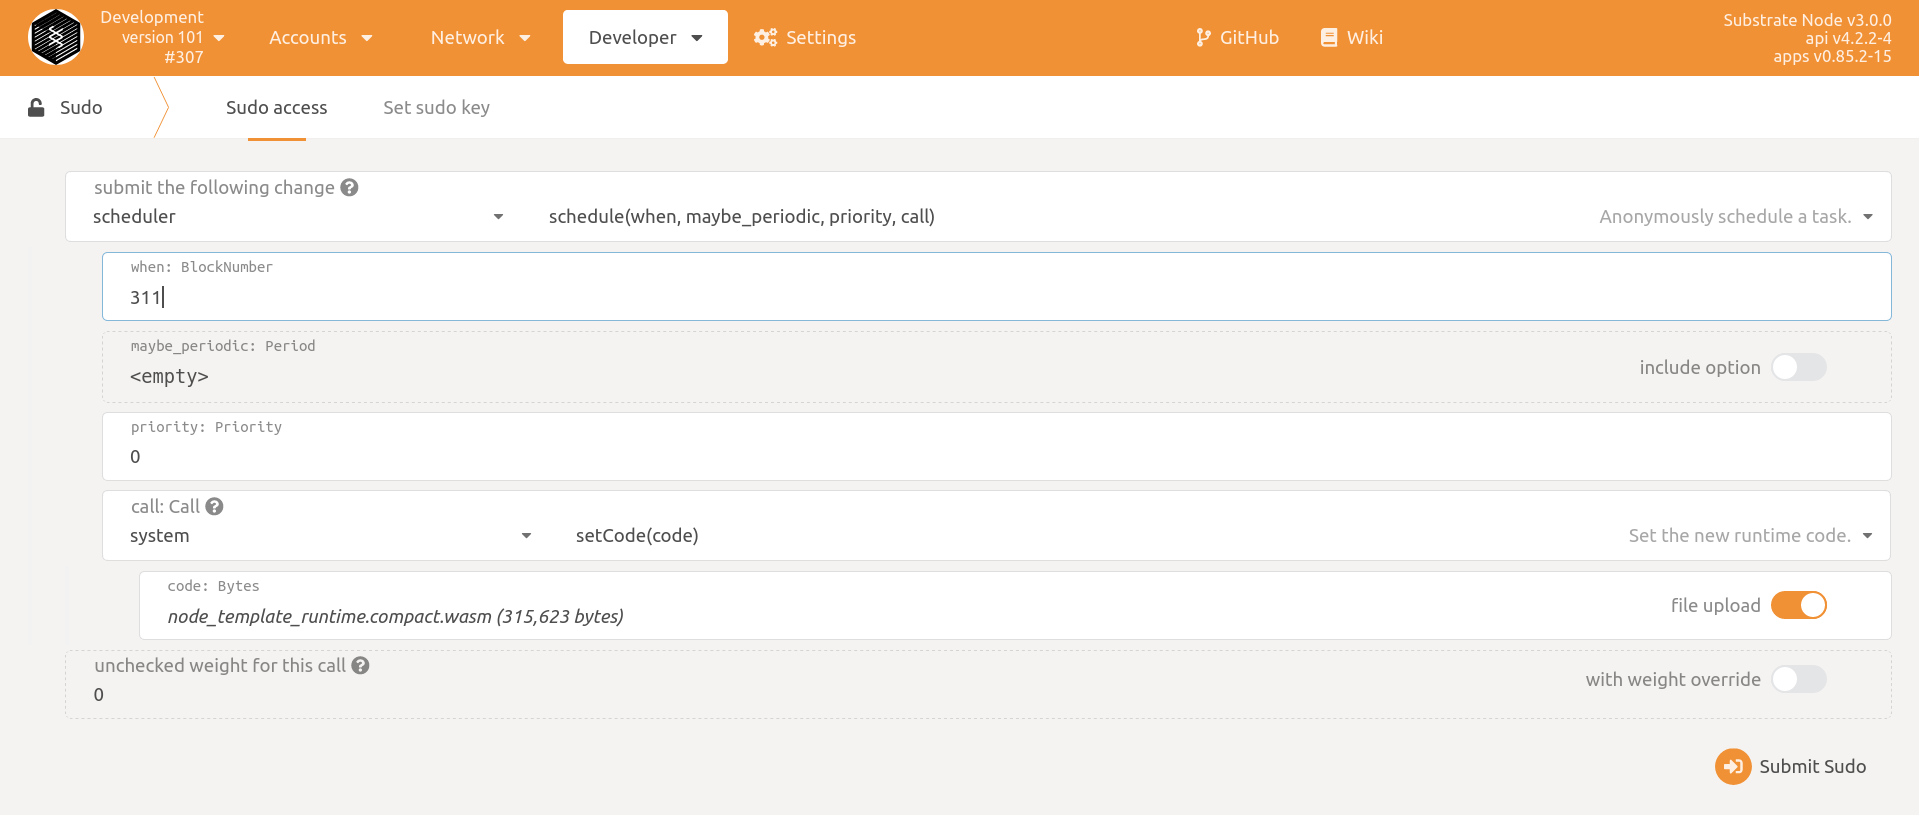 Development
version 101
#307
Accounts
Network
Developer
Settings
GitHub
Wiki
Substrate Node v3.0.0
api v4.2.2-4
apps v0.85.2-15
Sudo
Sudo access
Set sudo key
submit the following change
scheduler
schedule(when, maybe_periodic, priority, call)
Anonymously schedule a task.
when: BlockNumber
311
maybe_periodic: Period
<empty>
include option
priority: Priority
0
call: Call
system
setCode(code)
Set the new runtime code.
code: Bytes
node_template_runtime.compact.wasm (315,623 bytes)
file upload
unchecked weight for this call
0
with weight override
Submit Sudo